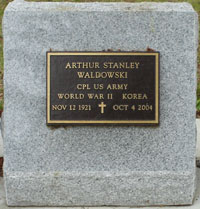 ARTHUR STANLEY
WALDOWSKI
CPL US ARMY
WORLD WAR II KOREA
NOV 12 1921 OCT 4 2004